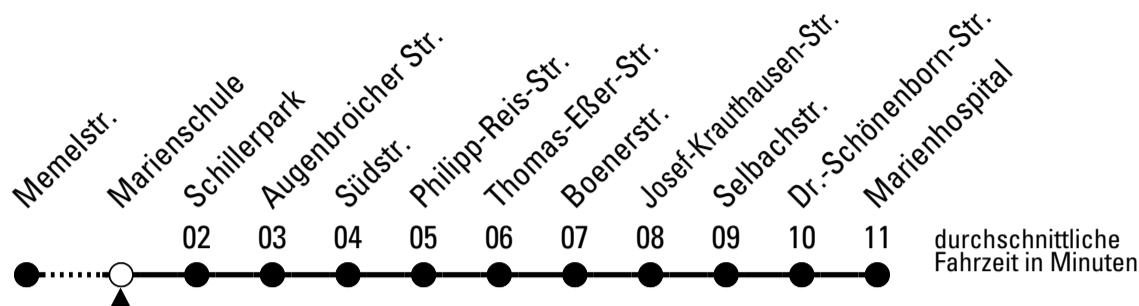 Memelstr.
Marienschule
Schillerpark
Augenbroicher Str.
Südstr.
Philipp-Reis-Str.
Thomas-Eßer-Str.
Boenerstr.
Josef-Krauthausen-Str.
Selbachstr.
Dr.-Schönenborn-Str.
Marienhospital
02 03 04 05 06 07 08 09 10 11
durchschnittliche
Fahrzeit in Minuten